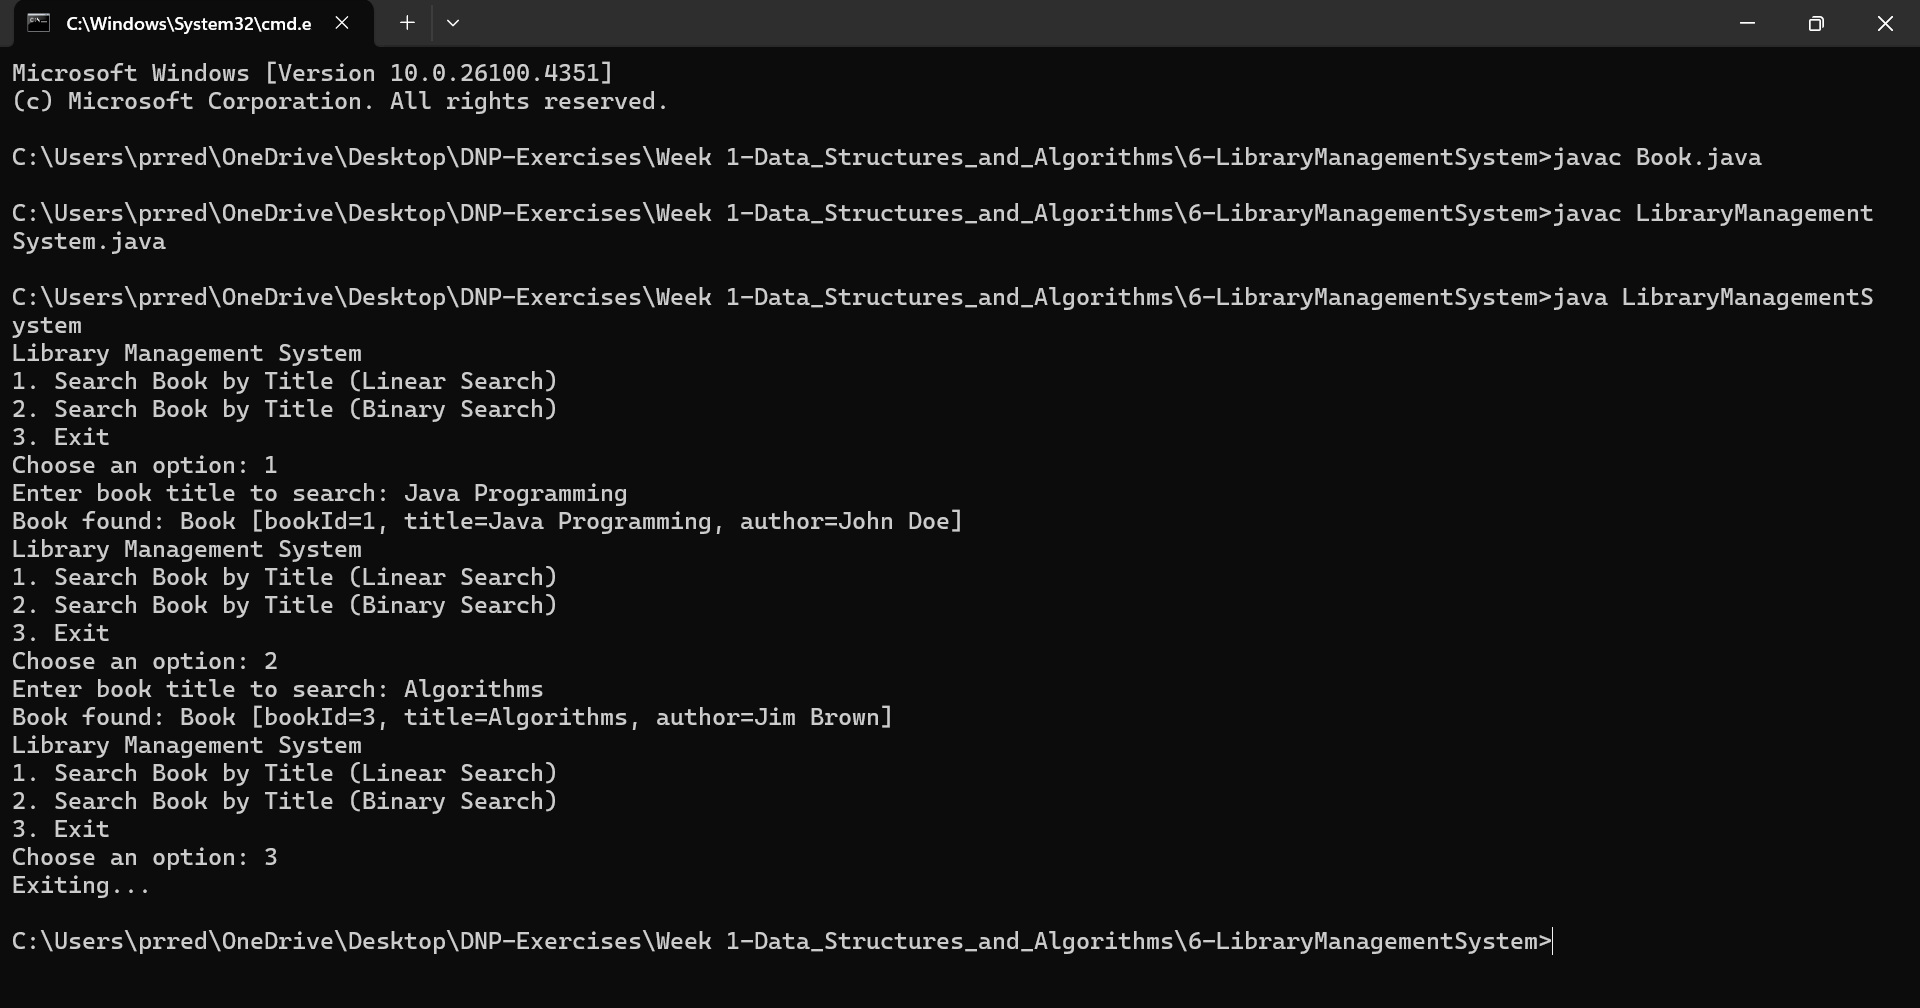 C:\Windows\System32\cmd.e
Microsoft Windows [Version 10.0.26100.4351]
(c) Microsoft Corporation. All rights reserved.
C:\Users\prred\OneDrive\Desktop\DNP-Exercises\Week 1-Data_Structures_and_Algorithms\6-LibraryManagementSystem>javac Book.java
C:\Users\prred\OneDrive\Desktop\DNP-Exercises\Week 1-Data_Structures_and_Algorithms\6-LibraryManagementSystem>javac LibraryManagement
System.java
C:\Users\prred\OneDrive\Desktop\DNP-Exercises\Week 1-Data_Structures_and_Algorithms\6-LibraryManagementSystem>java LibraryManagementS
ystem
Library Management System
1. Search Book by Title (Linear Search)
2. Search Book by Title (Binary Search)
3. Exit
Choose an option: 1
Enter book title to search: Java Programming
Book found: Book [bookId=1, title=Java Programming, author=John Doe]
Library Management System
1. Search Book by Title (Linear Search)
2. Search Book by Title (Binary Search)
3. Exit
Choose an option: 2
Enter book title to search: Algorithms
Book found: Book [bookId=3, title=Algorithms, author=Jim Brown]
Library Management System
1. Search Book by Title (Linear Search)
2. Search Book by Title (Binary Search)
3. Exit
Choose an option: 3
Exiting...
C:\Users\prred\OneDrive\Desktop\DNP-Exercises\Week 1-Data_Structures_and_Algorithms\6-LibraryManagementSystem>